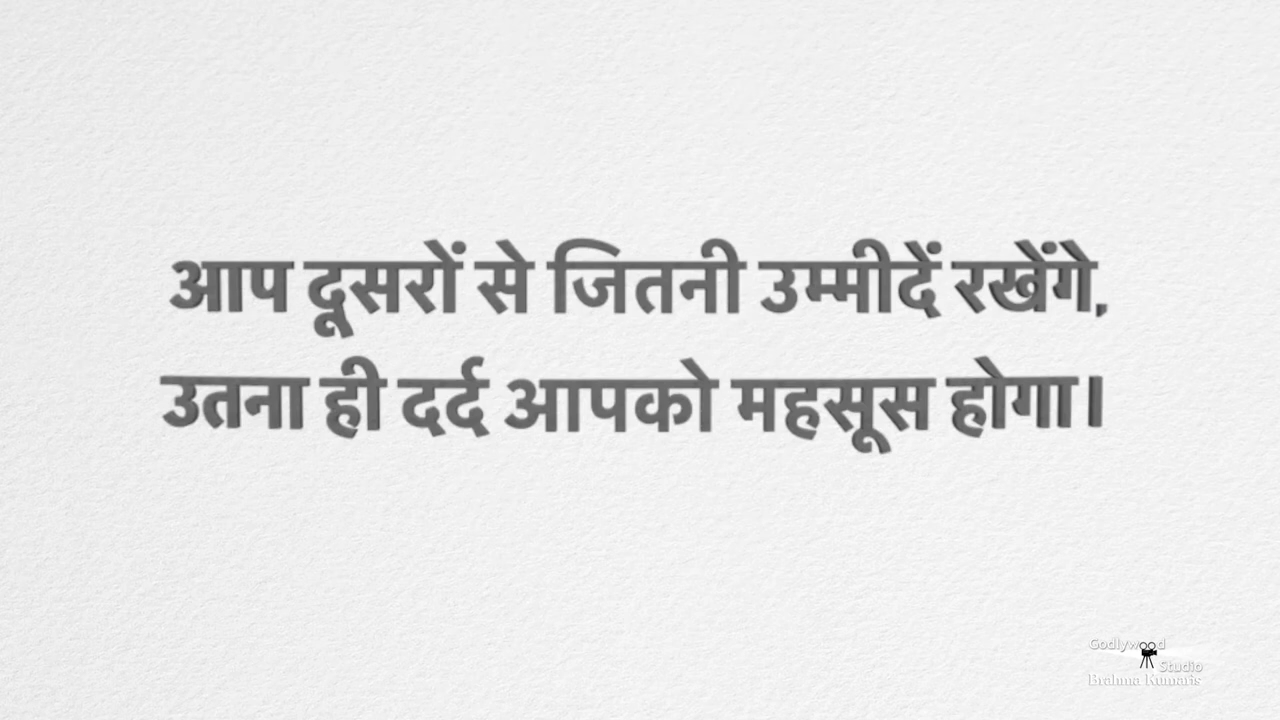 आप दूसरों से जितनी उम्मीदें रखेंगे,
उतना ही दर्द आपको महसूस होगा।
Godlywood
Studio
Brahma Kumaris